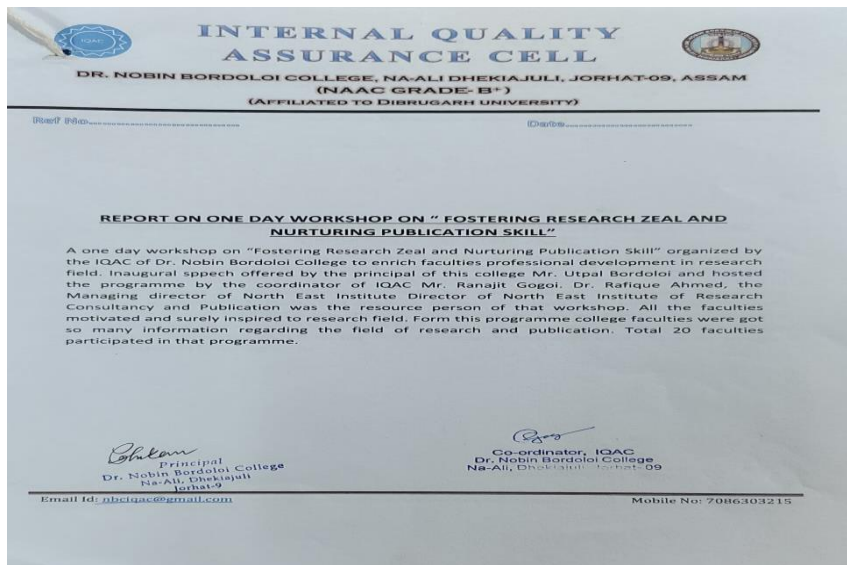 IQAC
INTERNAL QUALITY
ASSURANCE CELL
DR. NOBIN BORDOLOI COLLEGE, NA-ALI DHEKIAJULI, JORHAT-09, ASSAM
(NAAC GRADE- B+)
(AFFILIATED TO DIBRUGARH UNIVERSITY)
Ref No..................................
Date.............................
REPORT ON ONE DAY WORKSHOP ON " FOSTERING RESEARCH ZEAL AND
NURTURING PUBLICATION SKILL"
A one day workshop on "Fostering Research Zeal and Nurturing Publication Skill" organized by
the IQAC of Dr. Nobin Bordoloi College to enrich faculties professional development in research
field. Inaugural sppech offered by the principal of this college Mr. Utpal Bordoloi and hosted
the programme by the coordinator of IQAC Mr. Ranajit Gogoi. Dr. Rafique Ahmed, the
Managing director of North East Institute Director of North East Institute of Research
Consultancy and Publication was the resource person of that workshop. All the faculties
motivated and surely inspired to research field. Form this programme college faculties were got
so many information regarding the field of research and publication. Total 20 faculties
participated in that programme.
Principal
Dr. Nobin Bordoloi College
Na-Ali, Dhekiajuli
Jorhat-9
Co-ordinator, IQAC
Dr. Nobin Bordoloi College
Na-Ali, Dhekiajuli Jorhat-09
Email Id: nbciqac@gmail.com
Mobile No: 7086303215